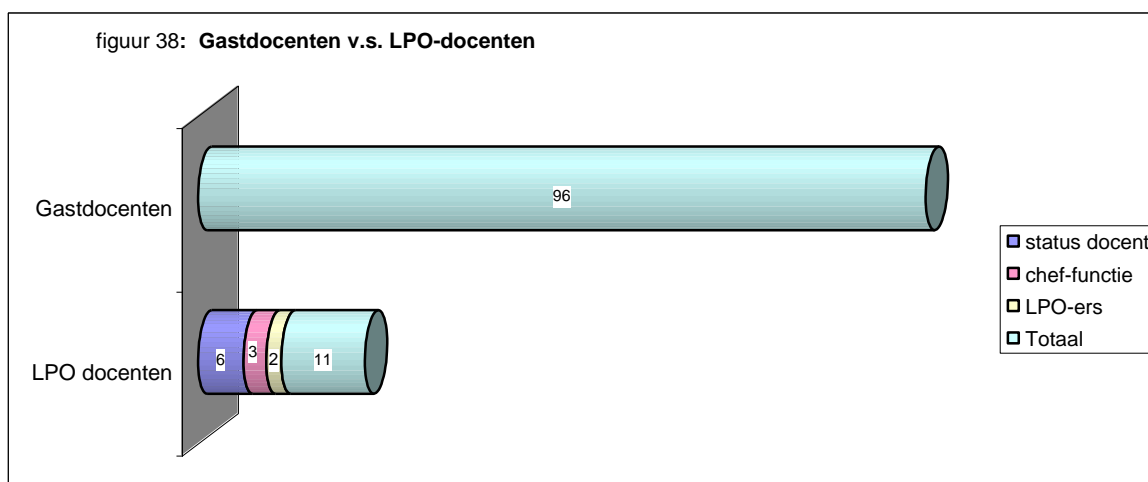 figuur 38: Gastdocenten v.s. LPO-docenten
Gastdocenten
96
LPO docenten
6
3
2
11
status docent
chef-functie
LPO-ers
Totaal